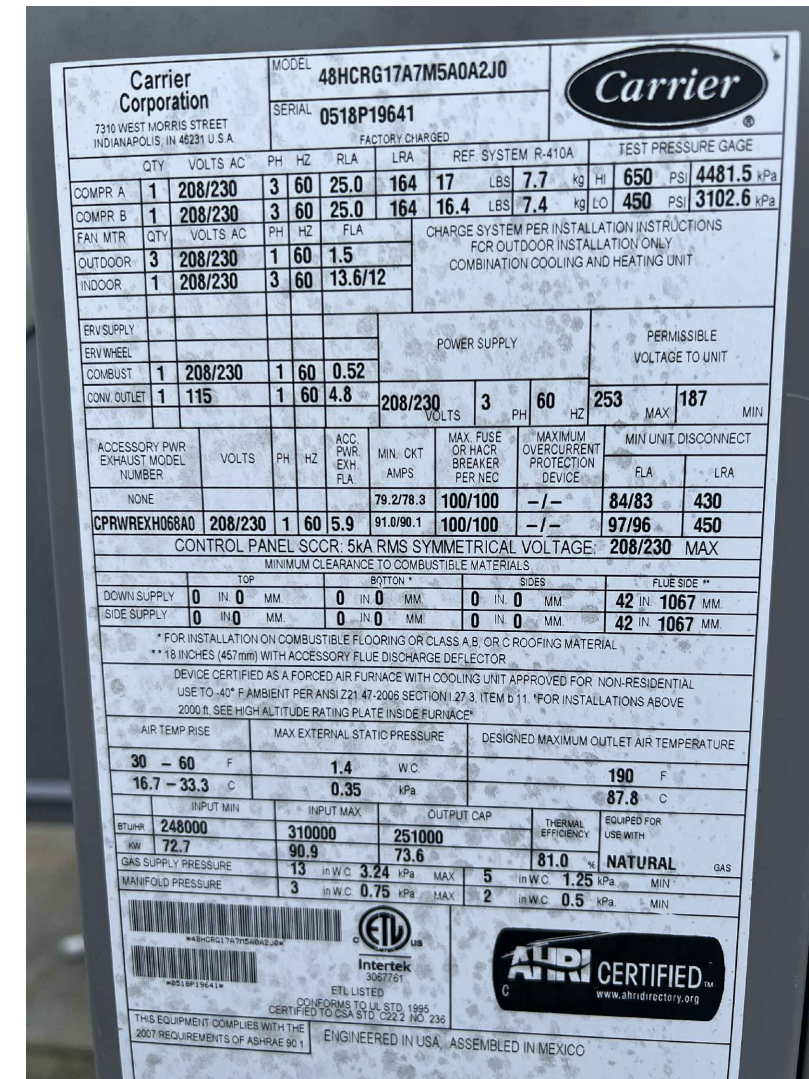 Carrier Corporation
7310 WEST MORRIS STREET
INDIANAPOLIS, IN 46231 U.S.A.
MODEL 48HCRG17A7M5A0A2J0
SERIAL 0518P19641
Carrier ®
FACTORY CHARGED
QTY VOLTS AC PH HZ RLA LRA REF. SYSTEM R-410A TEST PRESSURE GAGE
COMPR A 1 208/230 3 60 25.0 164 17 LBS 7.7 kg HI 650 PSI 4481.5 kPa
COMPR B 1 208/230 3 60 25.0 164 16.4 LBS 7.4 kg LO 450 PSI 3102.6 kPa
FAN MTR QTY VOLTS AC PH HZ FLA
OUTDOOR 3 208/230 1 60 1.5
INDOOR 1 208/230 3 60 13.6/12
CHARGE SYSTEM PER INSTALLATION INSTRUCTIONS
FOR OUTDOOR INSTALLATION ONLY
COMBINATION COOLING AND HEATING UNIT
ERV SUPPLY
ERV WHEEL
COMBUST 1 208/230 1 60 0.52
CONV. OUTLET 1 115 1 60 4.8
POWER SUPPLY
208/230 VOLTS 3 PH 60 HZ
PERMISSIBLE
VOLTAGE TO UNIT
253 MAX 187 MIN
ACCESSORY PWR EXHAUST MODEL NUMBER VOLTS PH HZ ACC. PWR. EXH. FLA. MIN. CKT AMPS MAX. FUSE OR HACR BREAKER PER NEC MAXIMUM OVERCURRENT PROTECTION DEVICE MIN UNIT DISCONNECT
FLA LRA
NONE 79.2/78.3 100/100 –/– 84/83 430
CPRWREXH068A0 208/230 1 60 5.9 91.0/90.1 100/100 –/– 97/96 450
CONTROL PANEL SCCR: 5kA RMS SYMMETRICAL VOLTAGE: 208/230 MAX
MINIMUM CLEARANCE TO COMBUSTIBLE MATERIALS
TOP BOTTON * SIDES FLUE SIDE **
DOWN SUPPLY 0 IN. 0 MM. 0 IN. 0 MM. 0 IN. 0 MM. 42 IN. 1067 MM.
SIDE SUPPLY 0 IN. 0 MM. 0 IN. 0 MM. 0 IN. 0 MM. 42 IN. 1067 MM.
* FOR INSTALLATION ON COMBUSTIBLE FLOORING OR CLASS A,B, OR C ROOFING MATERIAL
** 18 INCHES (457mm) WITH ACCESSORY FLUE DISCHARGE DEFLECTOR
DEVICE CERTIFIED AS A FORCED AIR FURNACE WITH COOLING UNIT APPROVED FOR NON-RESIDENTIAL
USE TO -40° F AMBIENT PER ANSI Z21.47-2006 SECTION 1.27.3, ITEM b 11. *FOR INSTALLATIONS ABOVE
2000 ft, SEE HIGH ALTITUDE RATING PLATE INSIDE FURNACE*
AIR TEMP RISE MAX EXTERNAL STATIC PRESSURE DESIGNED MAXIMUM OUTLET AIR TEMPERATURE
30 – 60 F 1.4 W.C. 190 F
16.7 – 33.3 C 0.35 kPa 87.8 C
INPUT MIN INPUT MAX OUTPUT CAP THERMAL EFFICIENCY EQUIPED FOR USE WITH
BTU/HR 248000 310000 251000
KW 72.7 90.9 73.6 81.0 % NATURAL GAS
GAS SUPPLY PRESSURE 13 in W.C. 3.24 kPa MAX 5 in W.C. 1.25 kPa MIN
MANIFOLD PRESSURE 3 in W.C. 0.75 kPa MAX 2 in W.C. 0.5 kPa MIN
*48HCRG17A7M5A0A2J0*
*0518P19641*
C ETL US
Intertek
3067761
ETL LISTED
CONFORMS TO UL STD. 1995
CERTIFIED TO CSA STD. C22.2 NO. 236
C AHRI CERTIFIED™
www.ahridirectory.org
THIS EQUIPMENT COMPLIES WITH THE
2007 REQUIREMENTS OF ASHRAE 90.1
ENGINEERED IN USA, ASSEMBLED IN MEXICO